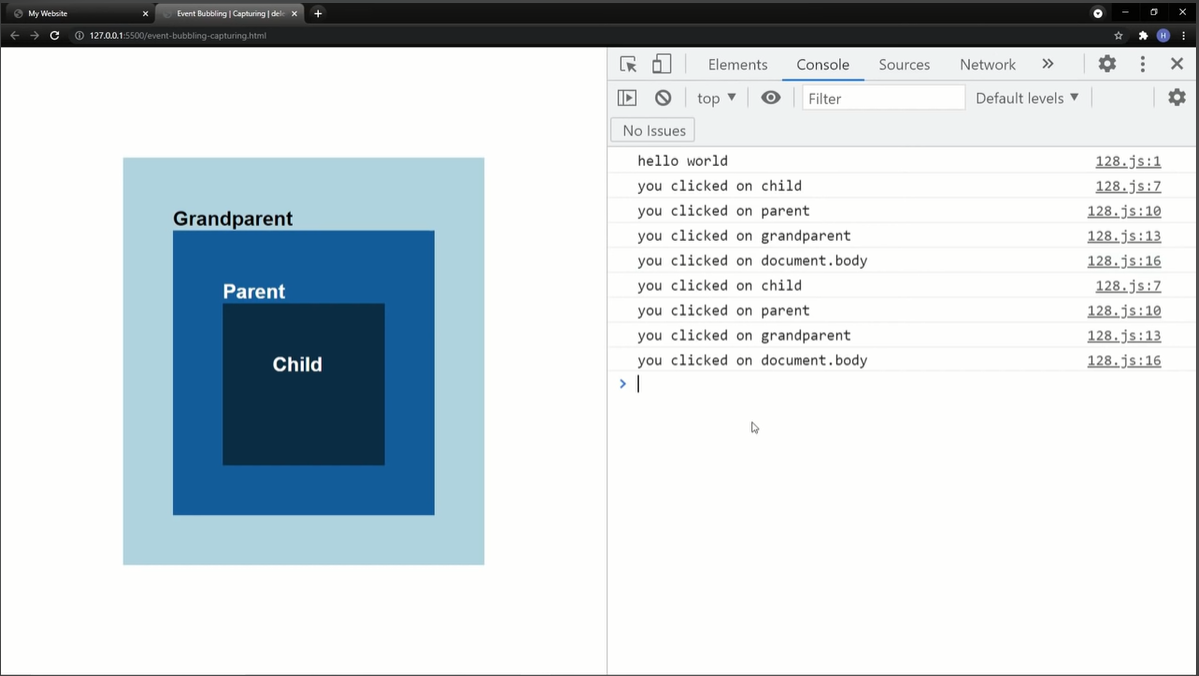 My Website
Event Bubbling | Capturing | dele
127.0.0.1:5500/event-bubbling-capturing.html
H
Elements Console Sources Network
top Filter Default levels
No Issues
hello world 128.js:1
you clicked on child 128.js:7
you clicked on parent 128.js:10
you clicked on grandparent 128.js:13
you clicked on document.body 128.js:16
you clicked on child 128.js:7
you clicked on parent 128.js:10
you clicked on grandparent 128.js:13
you clicked on document.body 128.js:16
Grandparent
Parent
Child